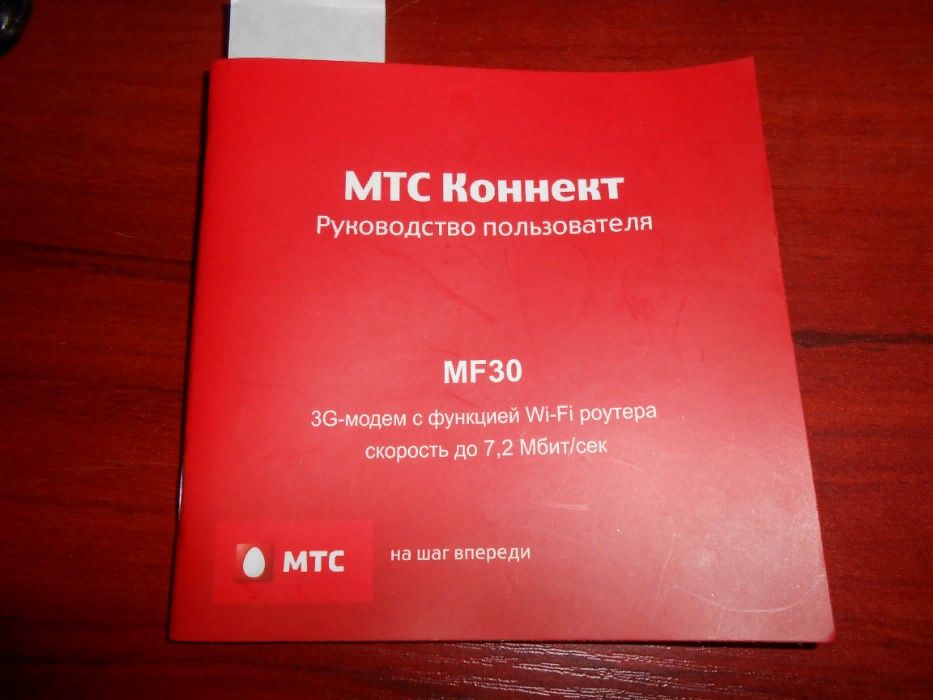 МТС Коннект
Руководство пользователя
MF30
3G-модем с функцией Wi-Fi роутера
скорость до 7,2 Мбит/сек
МТС
на шаг впереди